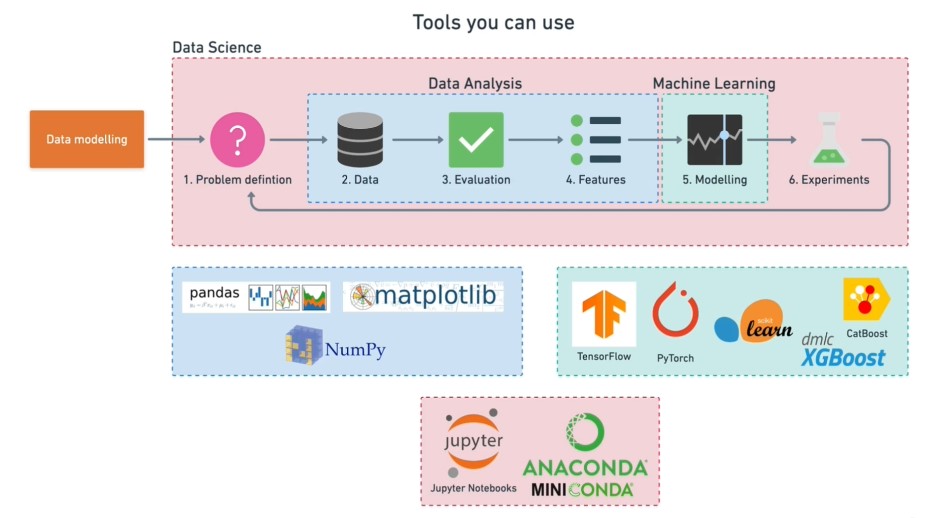 Tools you can use
Data Science
Data Analysis
Machine Learning
Data modelling
?
1. Problem defintion
2. Data
3. Evaluation
4. Features
5. Modelling
6. Experiments
pandas
matplotlib
NumPy
TensorFlow
PyTorch
scikit
learn
CatBoost
dmlc
XGBoost
jupyter
Jupyter Notebooks
ANACONDA
MINICONDA